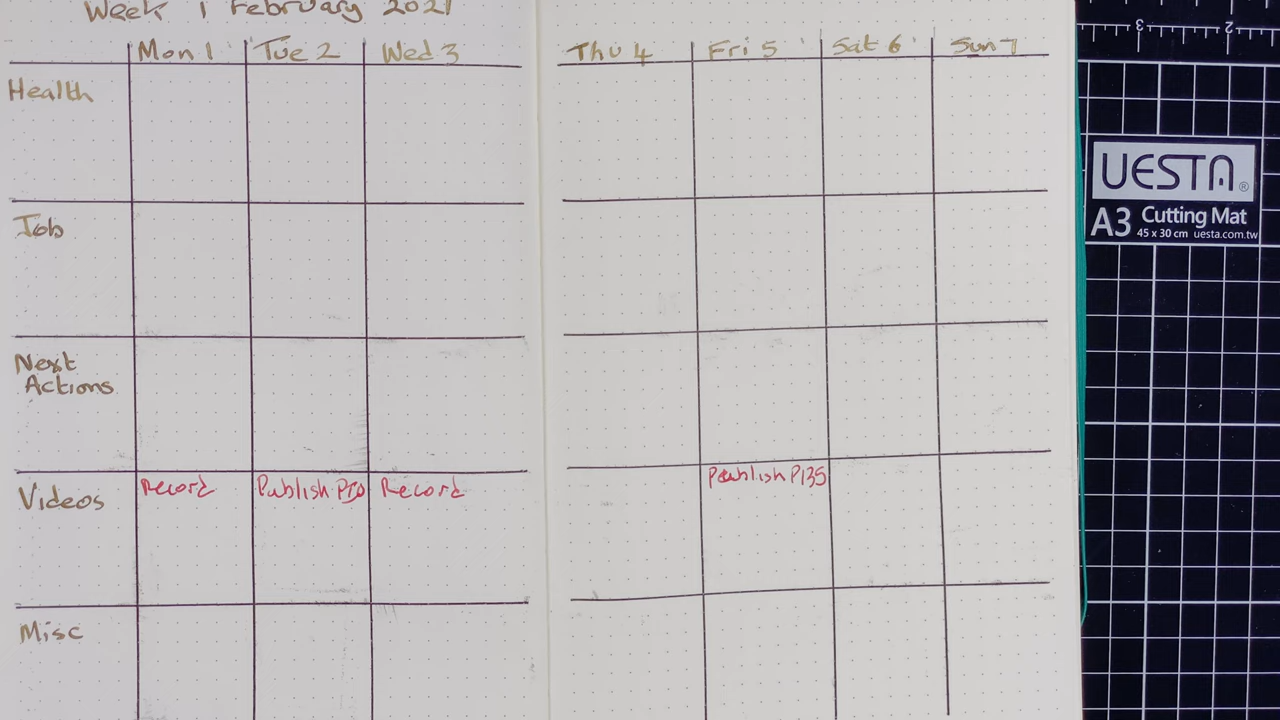 Week 1 February 2021
Mon 1 Tue 2 Wed 3 Thu 4 Fri 5 Sat 6 Sun 7
Health
Job
Next
Actions
Videos Record Publish Record Publish P135
Misc
3 2
UESTA®
A3 Cutting Mat
45 x 30 cm uesta.com.tw